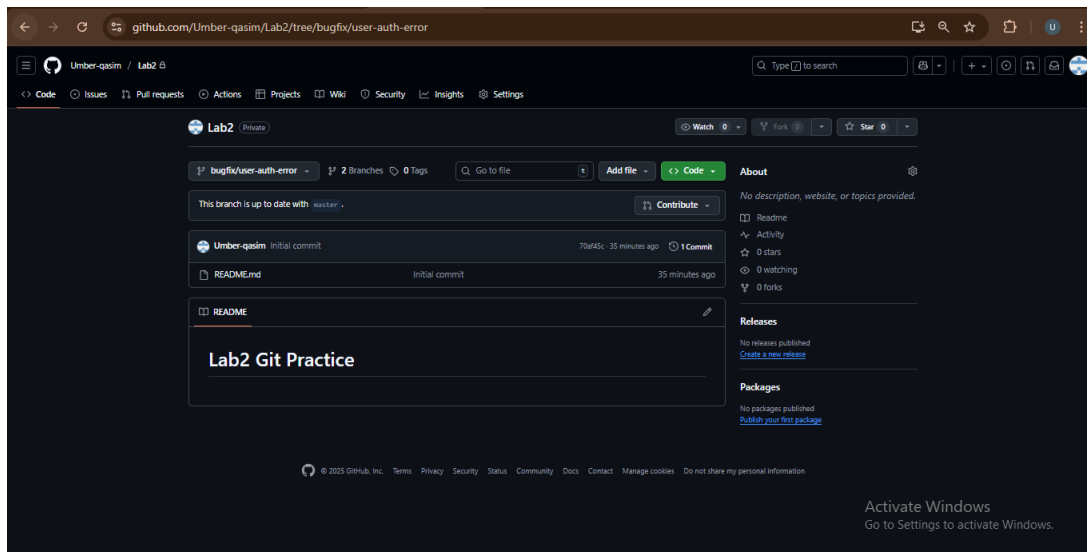 github.com/Umber-qasim/Lab2/tree/bugfix/user-auth-error
U
Umber-qasim / Lab2
Type / to search
Code Issues Pull requests Actions Projects Wiki Security Insights Settings
Lab2 Private
Watch 0 Fork 0 Star 0
bugfix/user-auth-error 2 Branches 0 Tags Go to file t Add file Code
This branch is up to date with master .
Contribute
Umber-qasim Initial commit 70af45c · 35 minutes ago 1 Commit
README.md Initial commit 35 minutes ago
README
Lab2 Git Practice
About
No description, website, or topics provided.
Readme
Activity
0 stars
0 watching
0 forks
Releases
No releases published
Create a new release
Packages
No packages published
Publish your first package
© 2025 GitHub, Inc. Terms Privacy Security Status Community Docs Contact Manage cookies Do not share my personal information
Activate Windows
Go to Settings to activate Windows.